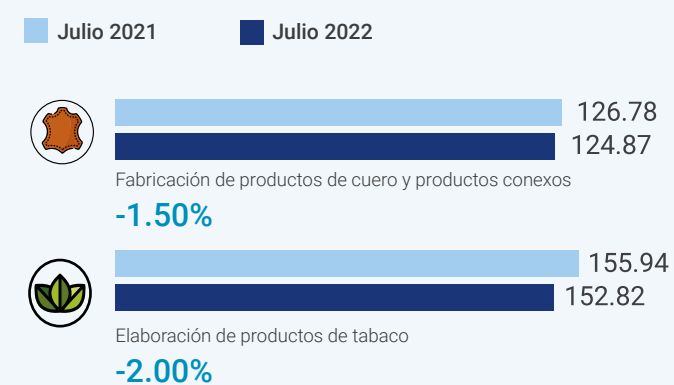 Julio 2021
Julio 2022
126.78
124.87
Fabricación de productos de cuero y productos conexos
-1.50%
155.94
152.82
Elaboración de productos de tabaco
-2.00%